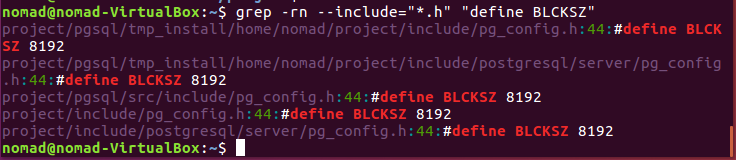 nomad@nomad-VirtualBox:~$ grep -rn --include="*.h" "define BLCKSZ"
project/pgsql/tmp_install/home/nomad/project/include/pg_config.h:44:#define BLCK
SZ 8192
project/pgsql/tmp_install/home/nomad/project/include/postgresql/server/pg_config
.h:44:#define BLCKSZ 8192
project/pgsql/src/include/pg_config.h:44:#define BLCKSZ 8192
project/include/pg_config.h:44:#define BLCKSZ 8192
project/include/postgresql/server/pg_config.h:44:#define BLCKSZ 8192
nomad@nomad-VirtualBox:~$